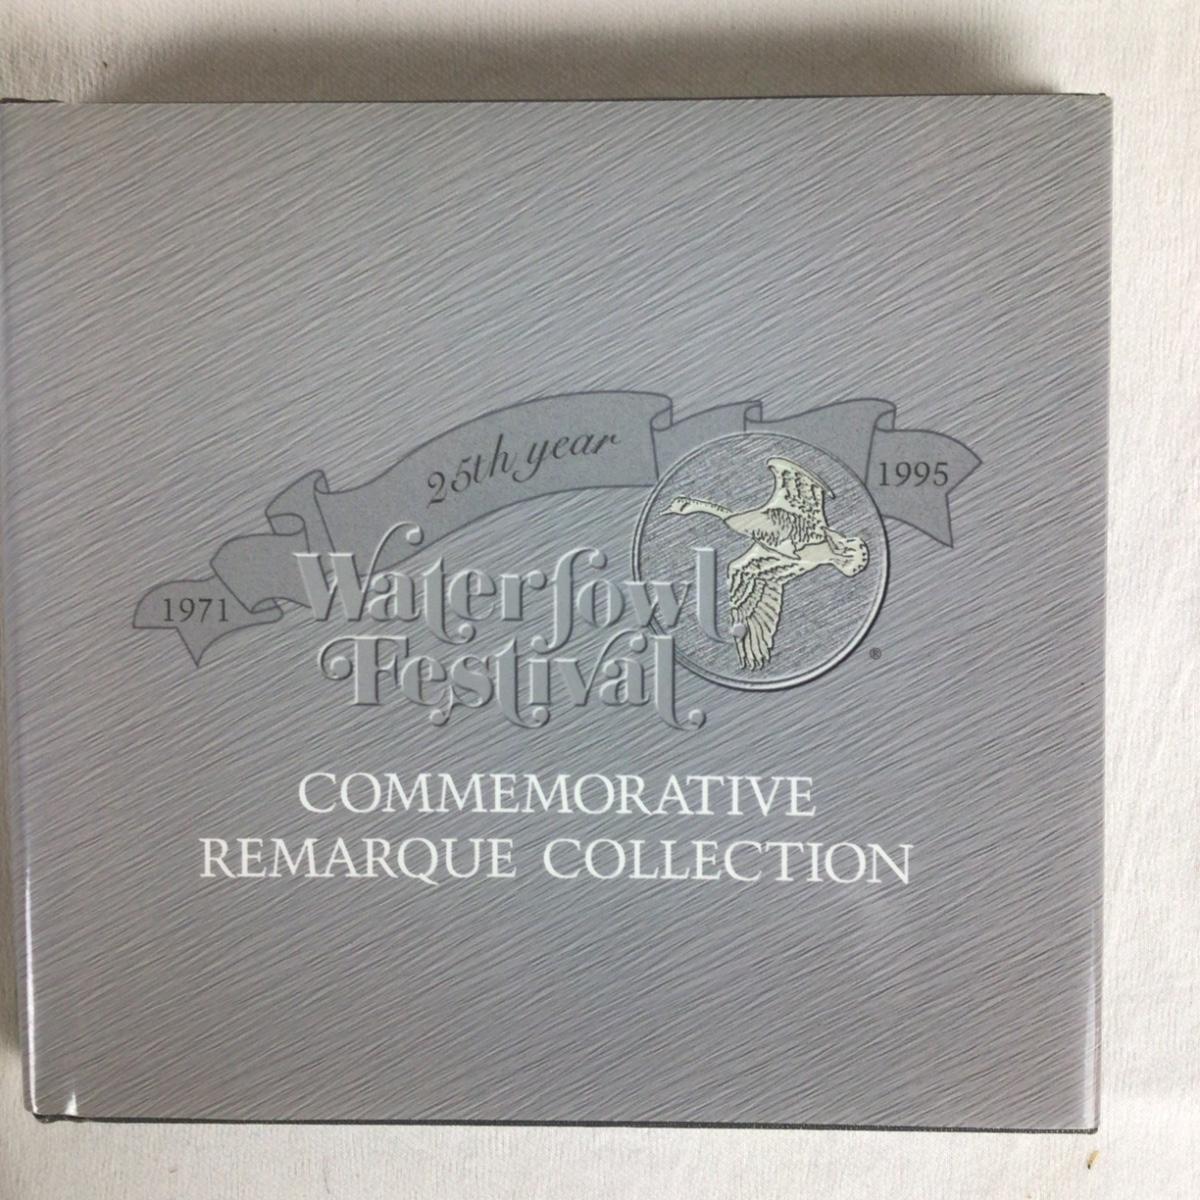 25th year
1995
1971
Waterfowl
Festival
®
COMMEMORATIVE
REMARQUE COLLECTION